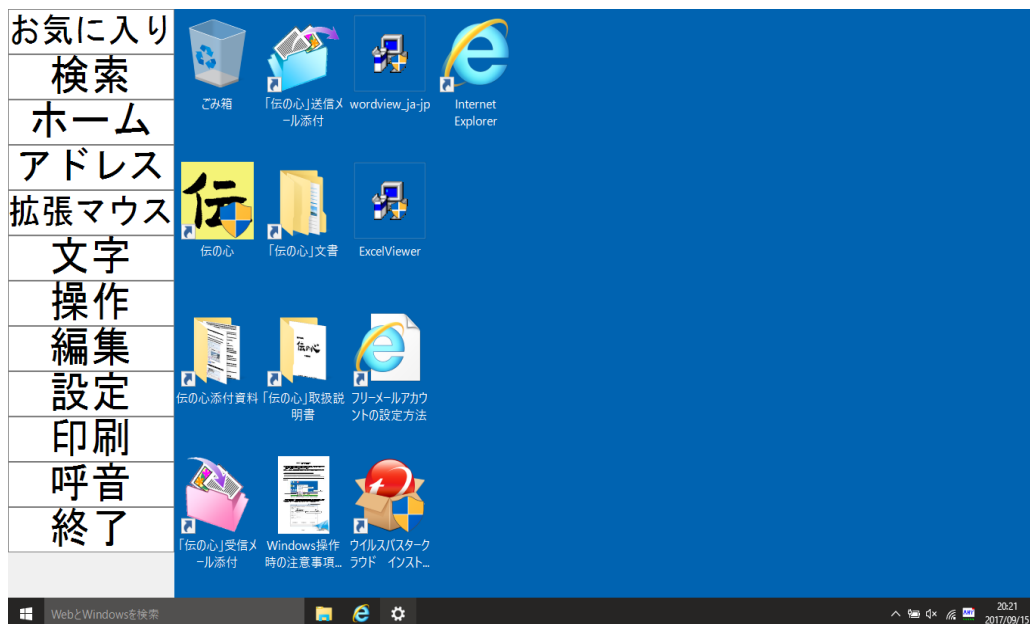 お気に入り
検索
ホーム
アドレス
拡張マウス
文字
操作
編集
設定
印刷
呼音
終了
ごみ箱
「伝の心」送信メ
ール添付
wordview_ja-jp
Internet
Explorer
伝
伝の心
「伝の心」文書
ExcelViewer
伝の心添付資料
伝の心
「伝の心」取扱説
明書
フリーメールアカウ
ントの設定方法
「伝の心」受信メ
ール添付
Windows操作
時の注意事項...
ウイルスバスターク
ラウド インスト...
WebとWindowsを検索
20:21
2017/09/15